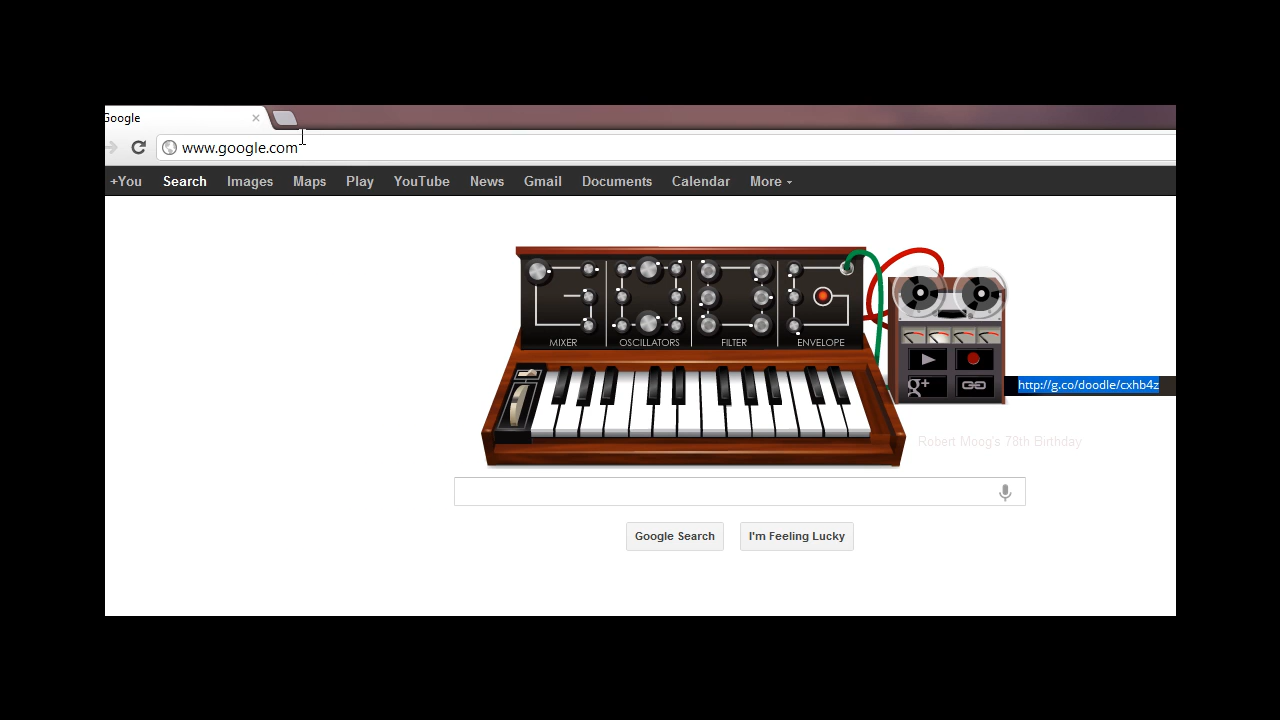 Google
www.google.com
+You Search Images Maps Play YouTube News Gmail Documents Calendar More
MIXER OSCILLATORS FILTER ENVELOPE
g+
http://g.co/doodle/cxhb4z
Robert Moog's 78th Birthday
Google Search I'm Feeling Lucky